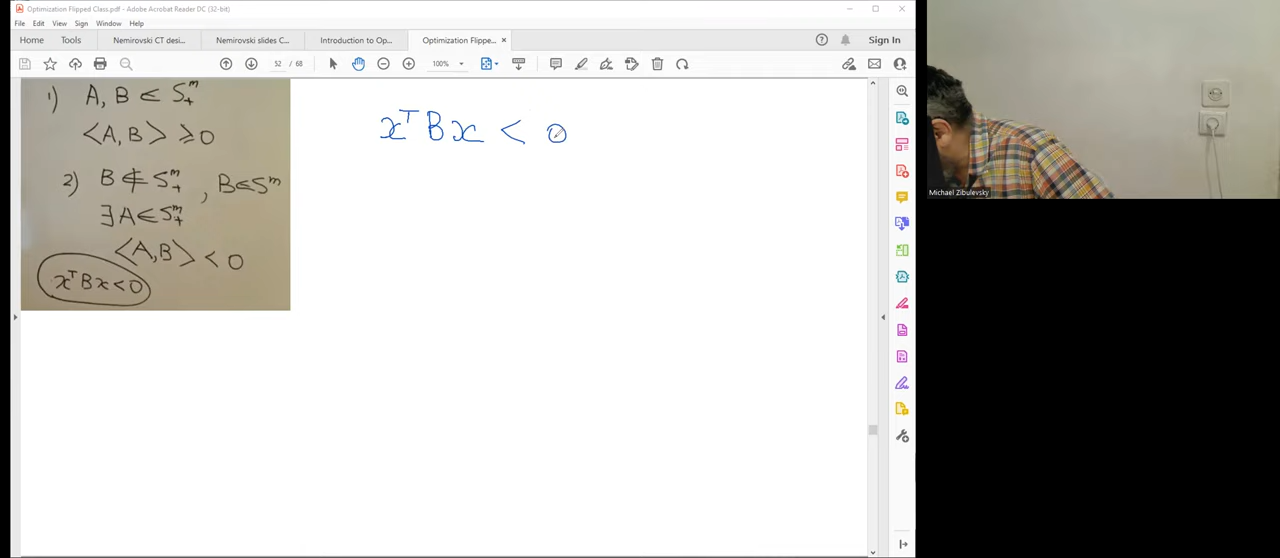 Optimization Flipped Class.pdf - Adobe Acrobat Reader DC (32-bit)
File Edit View Sign Window Help
Home Tools Nemirovski CT desi... Nemirovski slides C... Introduction to Op... Optimization Flippe... × Sign In
52 / 68 100%
1) A, B ∈ S₊ᵐ
<A, B> ≥ 0
2) B ∉ S₊ᵐ , B ∈ Sᵐ
∃A ∈ S₊ᵐ
<A, B> < 0
xᵀBx < 0
xᵀBx < 0
Michael Zibulevsky